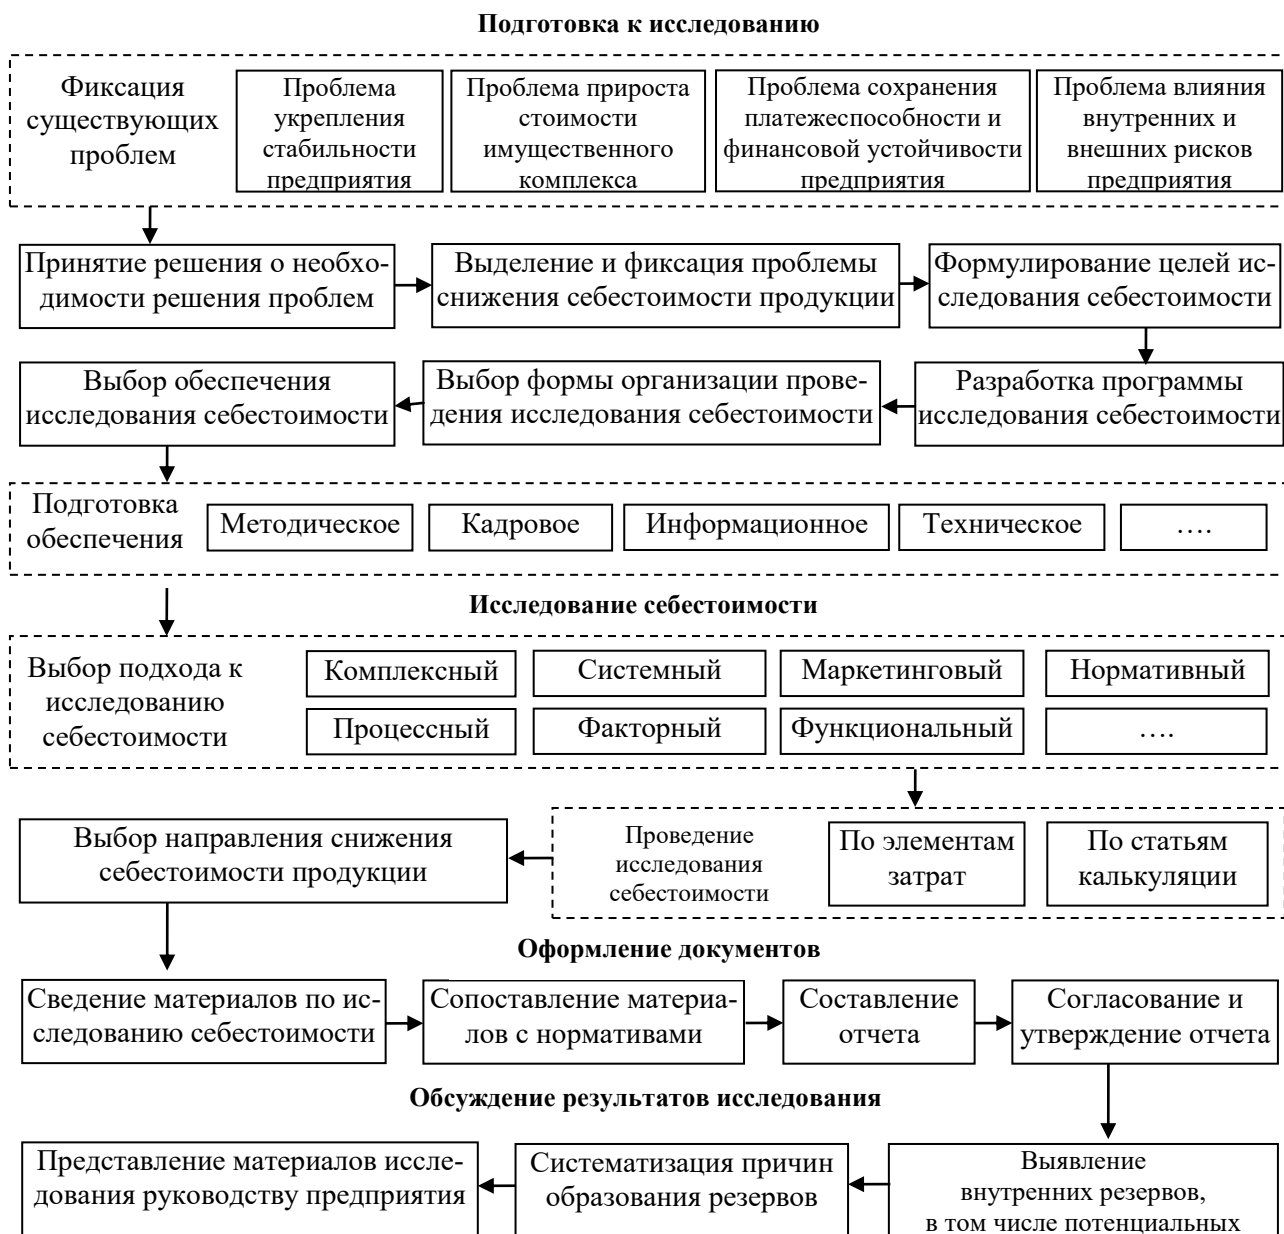 Подготовка к исследованию
Фиксация
существующих
проблем
Проблема
укрепления
стабильности
предприятия
Проблема прироста
стоимости
имущественного
комплекса
Проблема сохранения
платежеспособности и
финансовой устойчивости
предприятия
Проблема влияния
внутренних и
внешних рисков
предприятия
Принятие решения о необхо-
димости решения проблем
Выделение и фиксация проблемы
снижения себестоимости продукции
Формулирование целей ис-
следования себестоимости
Выбор обеспечения
исследования себестоимости
Выбор формы организации прове-
дения исследования себестоимости
Разработка программы
исследования себестоимости
Подготовка
обеспечения
Методическое
Кадровое
Информационное
Техническое
….
Исследование себестоимости
Выбор подхода к
исследованию
себестоимости
Комплексный
Системный
Маркетинговый
Нормативный
Процессный
Факторный
Функциональный
….
Выбор направления снижения
себестоимости продукции
Проведение
исследования
себестоимости
По элементам
затрат
По статьям
калькуляции
Оформление документов
Сведение материалов по ис-
следованию себестоимости
Сопоставление материа-
лов с нормативами
Составление
отчета
Согласование и
утверждение отчета
Обсуждение результатов исследования
Представление материалов иссле-
дования руководству предприятия
Систематизация причин
образования резервов
Выявление
внутренних резервов,
в том числе потенциальных